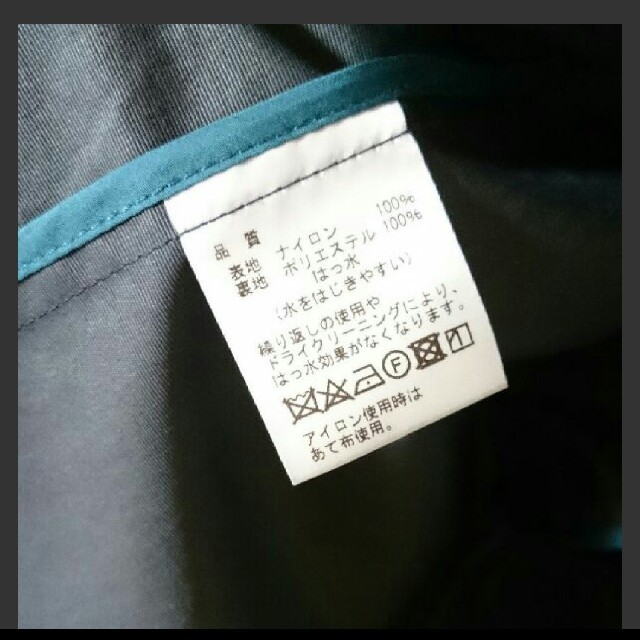 品 質
表地 ナイロン 100%
裏地 ポリエステル 100%
はっ水
(水をはじきやすい)
繰り返しの使用や
ドライクリーニングにより、
はっ水効果がなくなります。
F
アイロン使用時は
あて布使用。